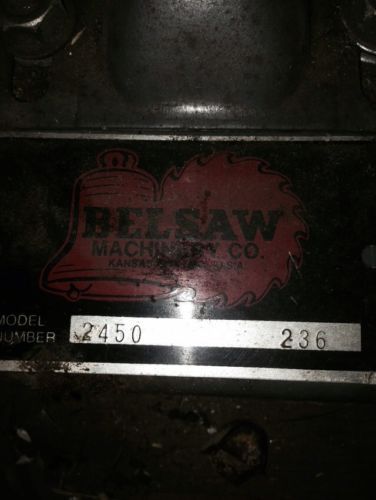 BELSAW
MACHINERY CO.
KANSAS
MODEL
NUMBER 2450 236